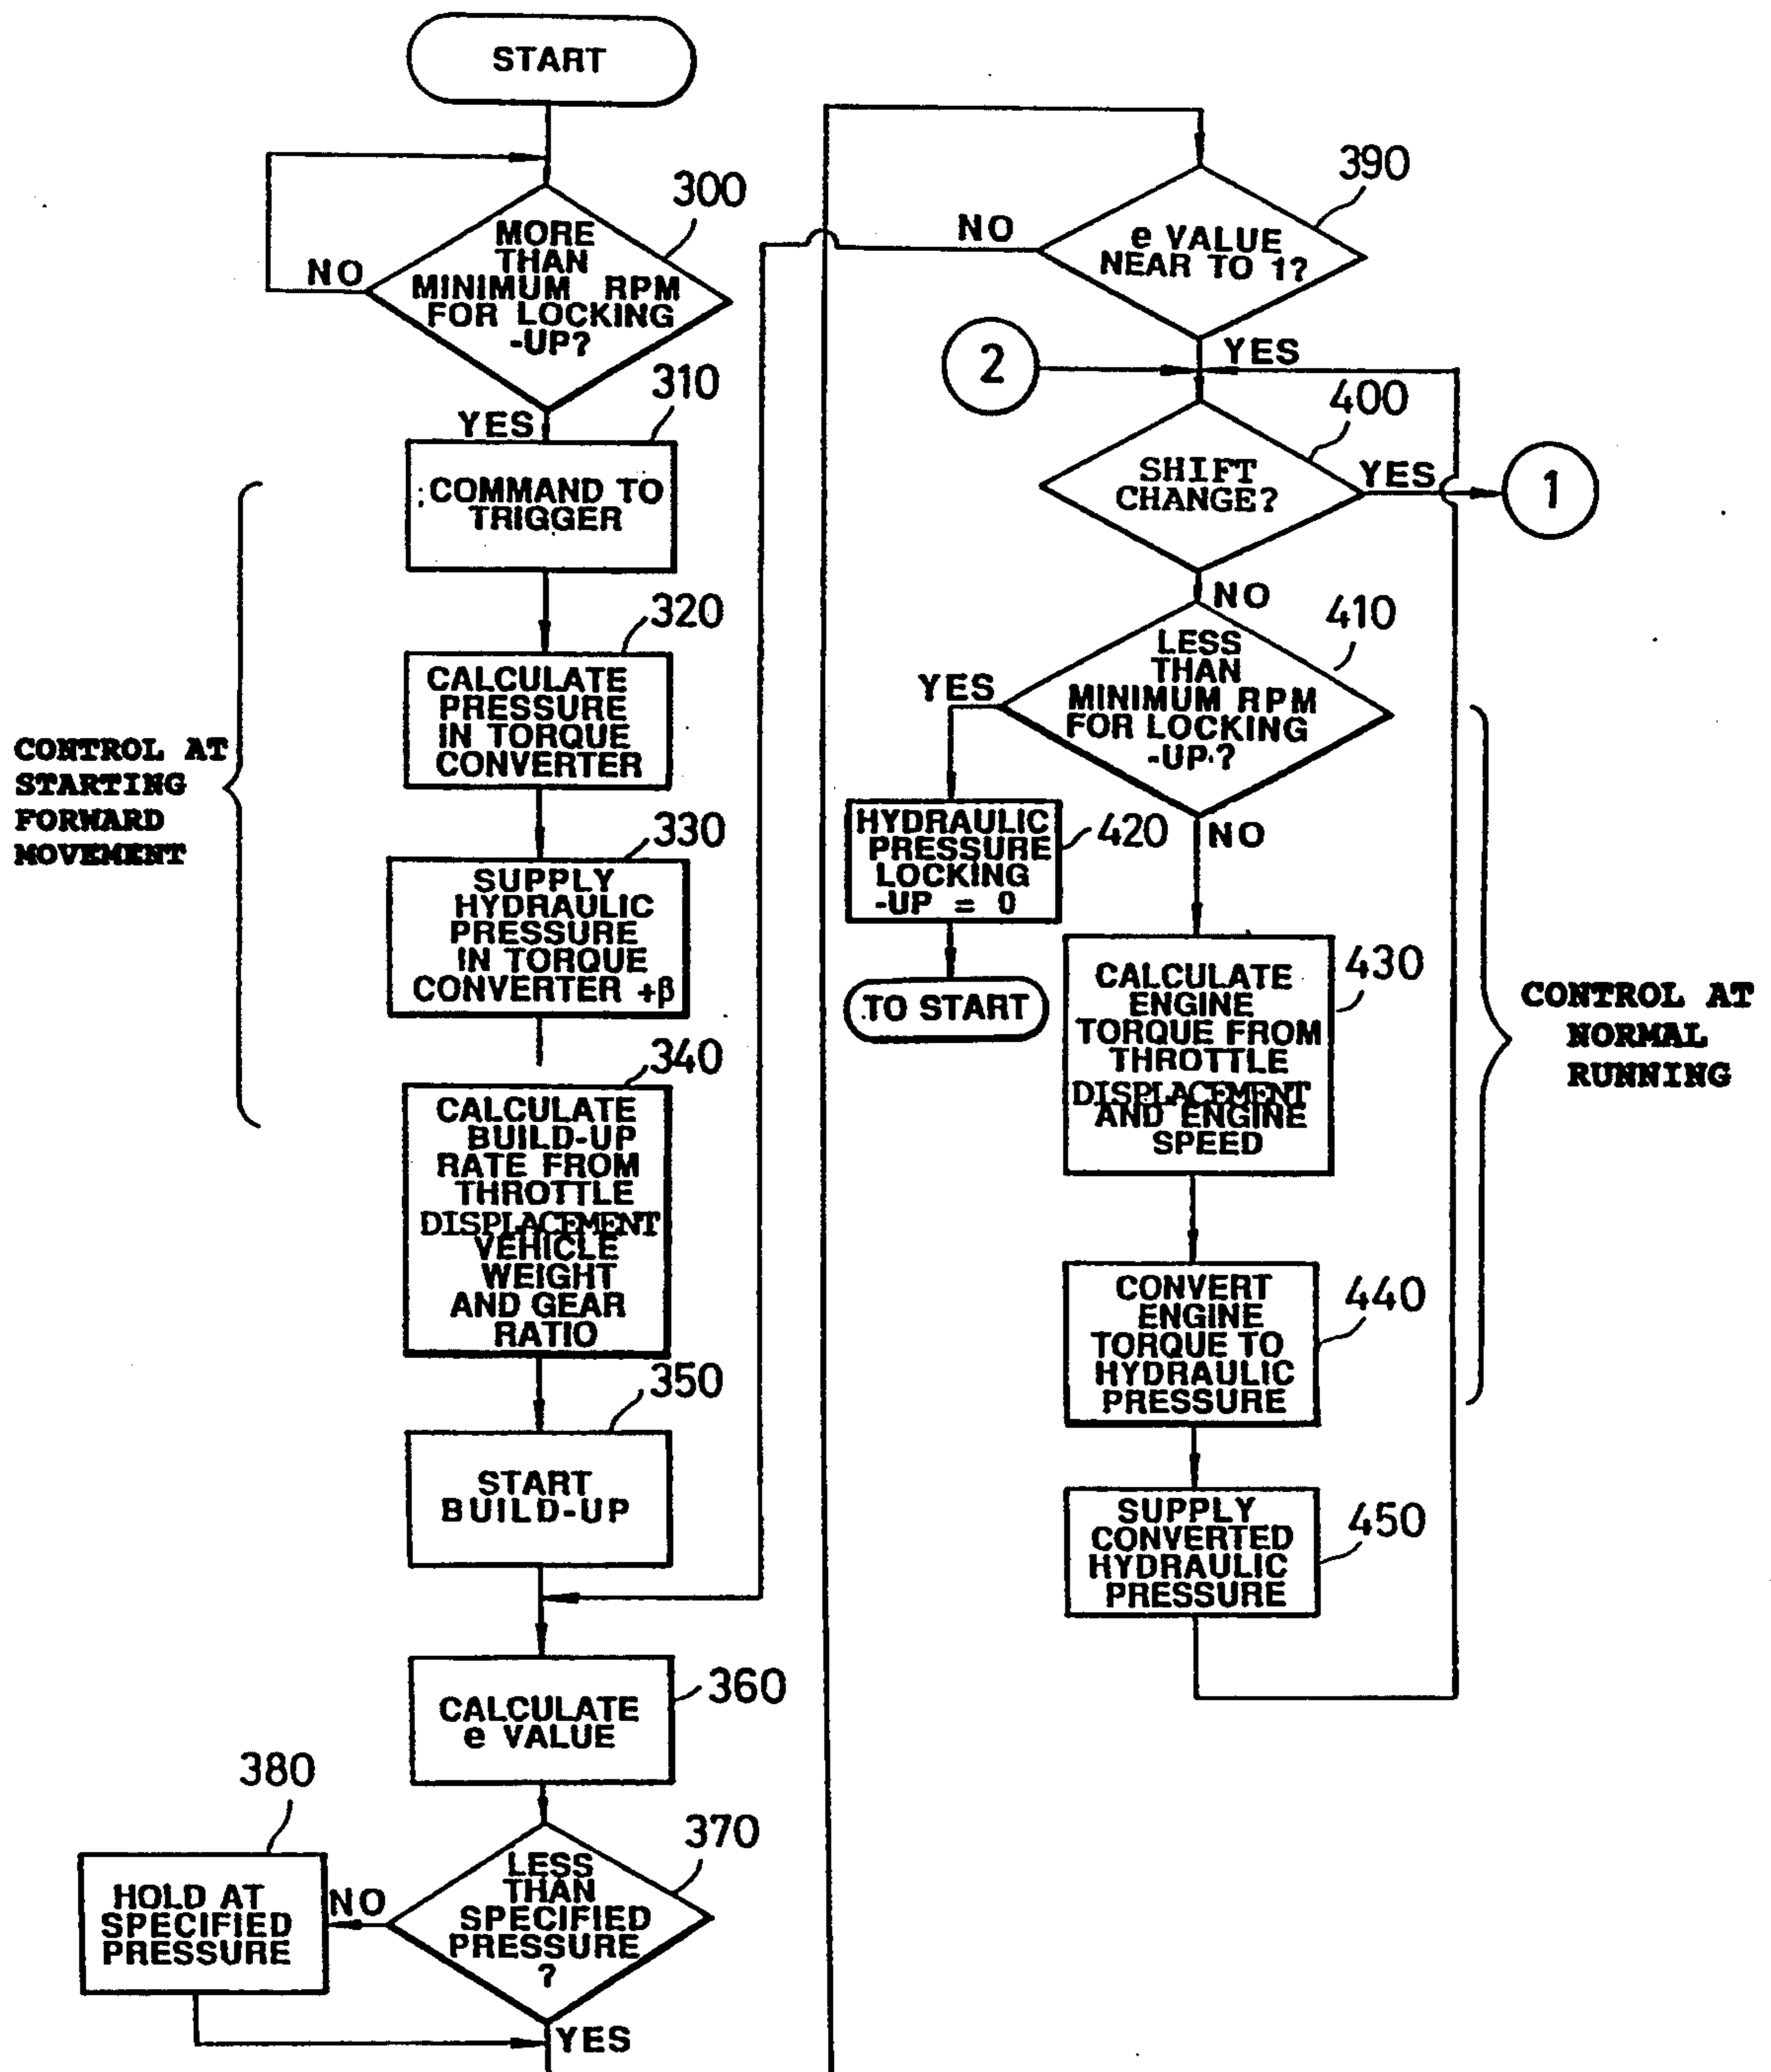 START
300
MORE
THAN
MINIMUM RPM
FOR LOCKING
-UP?
NO
YES
310
COMMAND TO
TRIGGER
320
CALCULATE
PRESSURE
IN TORQUE
CONVERTER
CONTROL AT
STARTING
FORWARD
MOVEMENT
330
SUPPLY
HYDRAULIC
PRESSURE
IN TORQUE
CONVERTER +β
340
CALCULATE
BUILD-UP
RATE FROM
THROTTLE
DISPLACEMENT
VEHICLE
WEIGHT
AND GEAR
RATIO
350
START
BUILD-UP
360
CALCULATE
e VALUE
370
LESS
THAN
SPECIFIED
PRESSURE
?
NO
380
HOLD AT
SPECIFIED
PRESSURE
YES
390
e VALUE
NEAR TO 1?
NO
YES
2
400
SHIFT
CHANGE?
YES
1
NO
410
LESS
THAN
MINIMUM RPM
FOR LOCKING
-UP?
YES
NO
420
HYDRAULIC
PRESSURE
LOCKING
-UP = 0
TO START
430
CALCULATE
ENGINE
TORQUE FROM
THROTTLE
DISPLACEMENT
AND ENGINE
SPEED
CONTROL AT
NORMAL
RUNNING
440
CONVERT
ENGINE
TORQUE TO
HYDRAULIC
PRESSURE
450
SUPPLY
CONVERTED
HYDRAULIC
PRESSURE